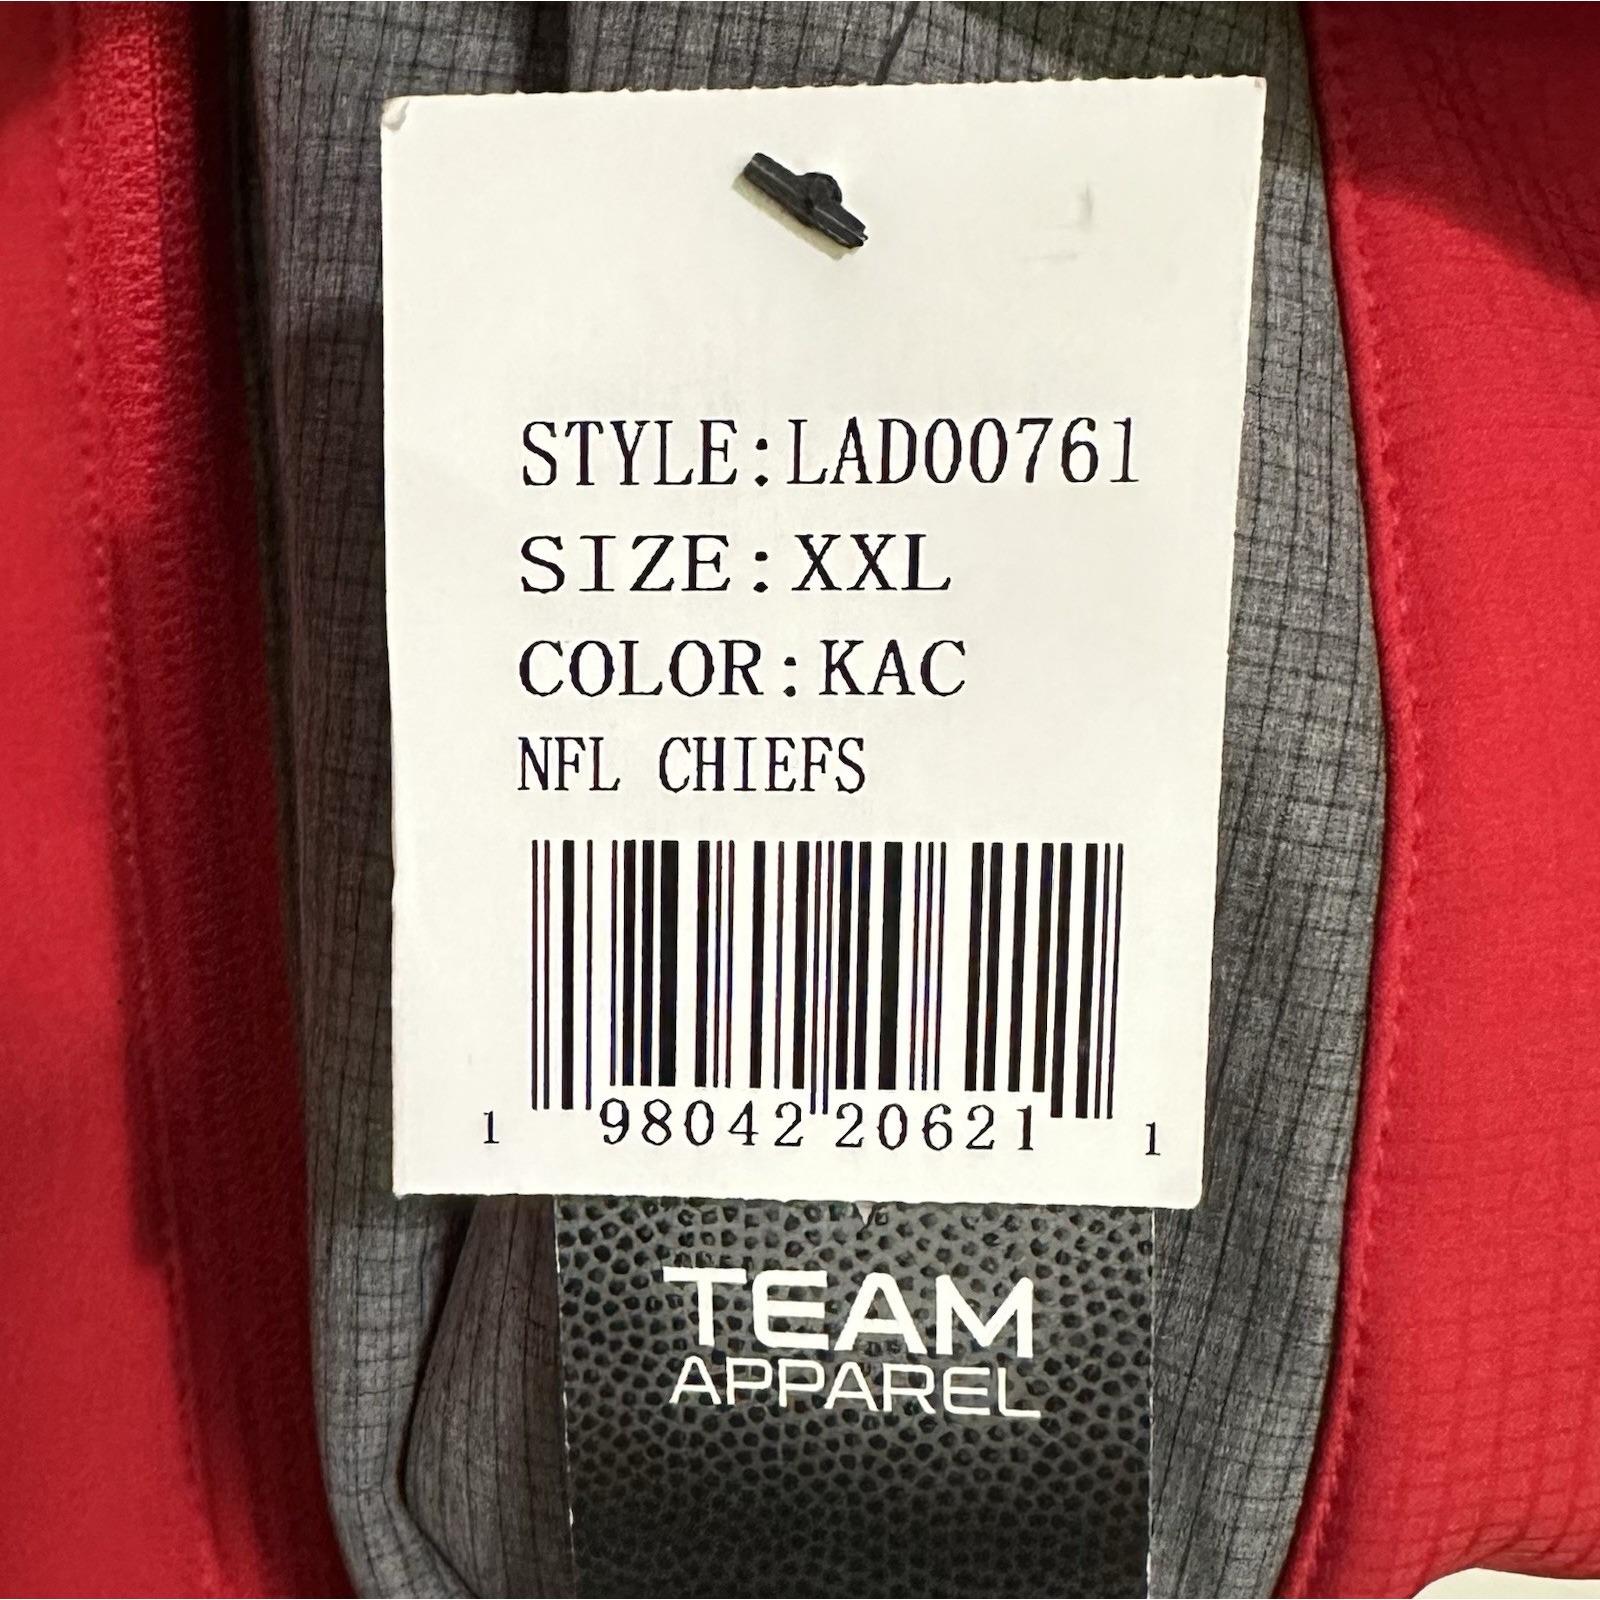 STYLE:LAD00761
SIZE:XXL
COLOR:KAC
NFL CHIEFS
1 98042 20621 1
TEAM
APPAREL